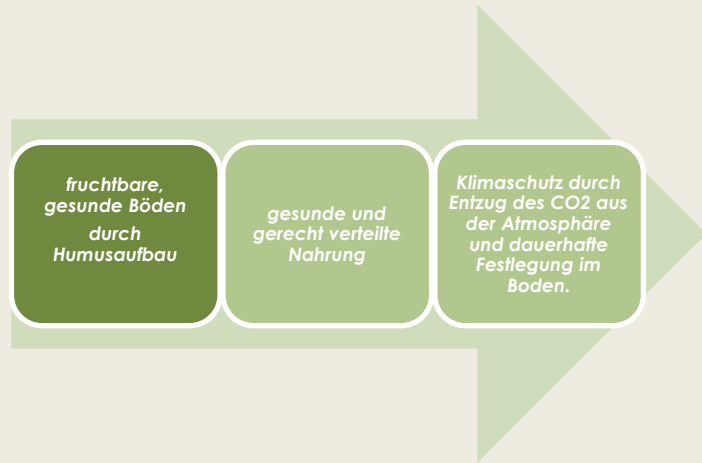 fruchtbare,
gesunde Böden
durch
Humusaufbau
gesunde und
gerecht verteilte
Nahrung
Klimaschutz durch
Entzug des CO2 aus
der Atmosphäre
und dauerhafte
Festlegung im
Boden.